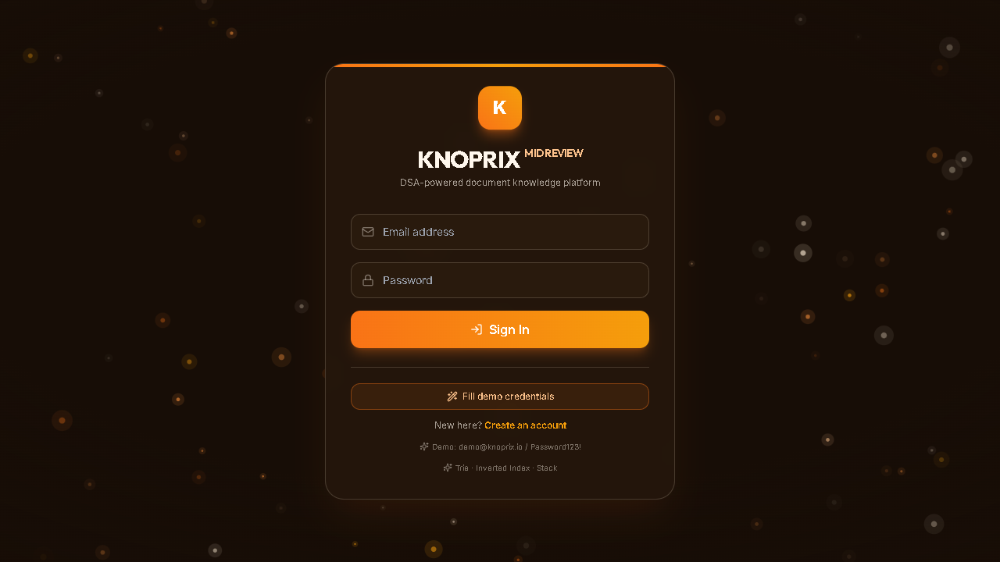 K
KNOPRIX MIDREVIEW
DSA-powered document knowledge platform
Email address
Password
Sign In
Fill demo credentials
New here? Create an account
Demo: demo@knoprix.io / Password123!
Trie · Inverted Index · Stack